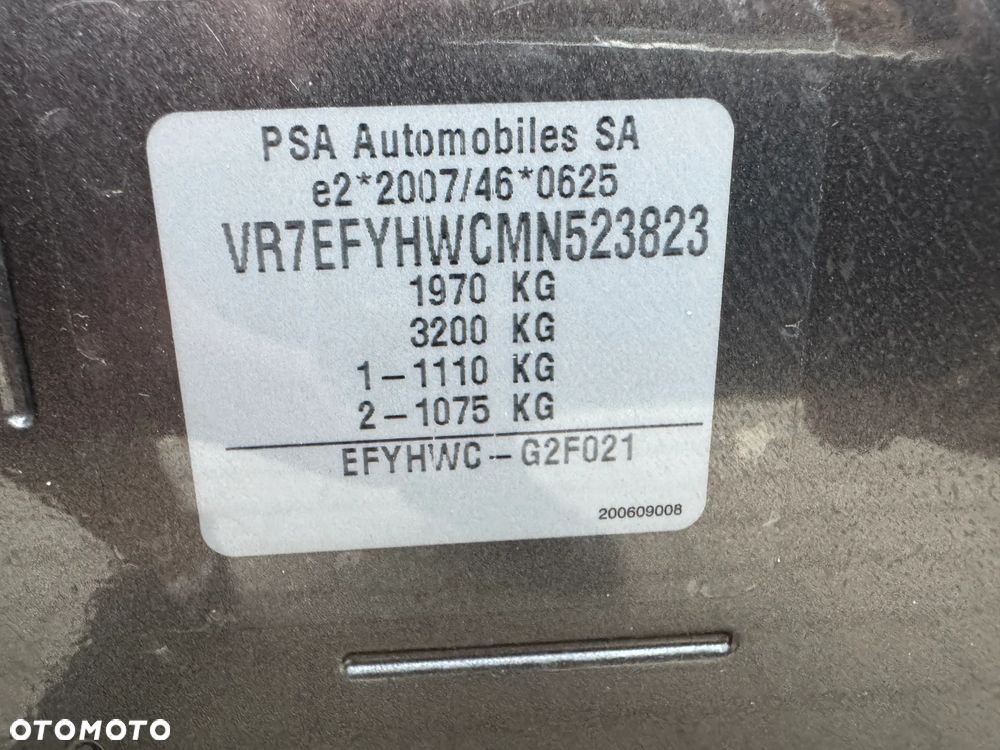 PSA Automobiles SA
e2*2007/46*0625
VR7EFYHWCMN523823
1970 KG
3200 KG
1-1110 KG
2-1075 KG
EFYHWC-G2F021
200609008
OTOMOTO